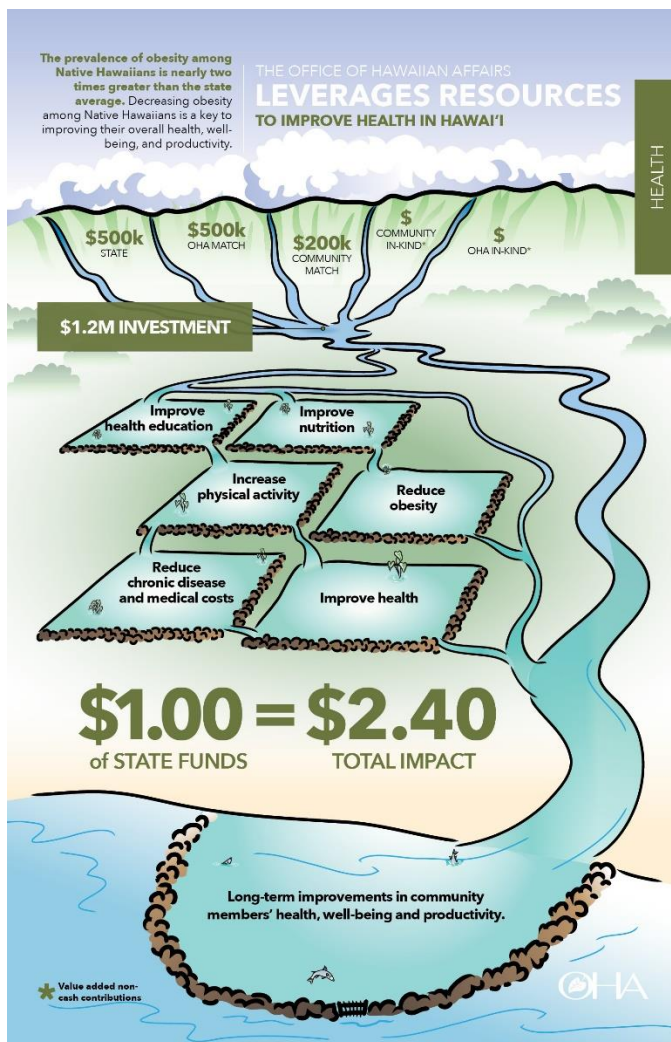 The prevalence of obesity among
Native Hawaiians is nearly two
times greater than the state
average. Decreasing obesity
among Native Hawaiians is a key to
improving their overall health, well-
being, and productivity.
THE OFFICE OF HAWAIIAN AFFAIRS
LEVERAGES RESOURCES
TO IMPROVE HEALTH IN HAWAI‘I
HEALTH
$500k
STATE
$500k
OHA MATCH
$200k
COMMUNITY
MATCH
$
COMMUNITY
IN-KIND*
$
OHA IN-KIND*
$1.2M INVESTMENT
Improve
health education
Improve
nutrition
Increase
physical activity
Reduce
obesity
Reduce
chronic disease
and medical costs
Improve health
$1.00 = $2.40
of STATE FUNDS TOTAL IMPACT
Long-term improvements in community
members’ health, well-being and productivity.
* Value added non-
cash contributions
OHA